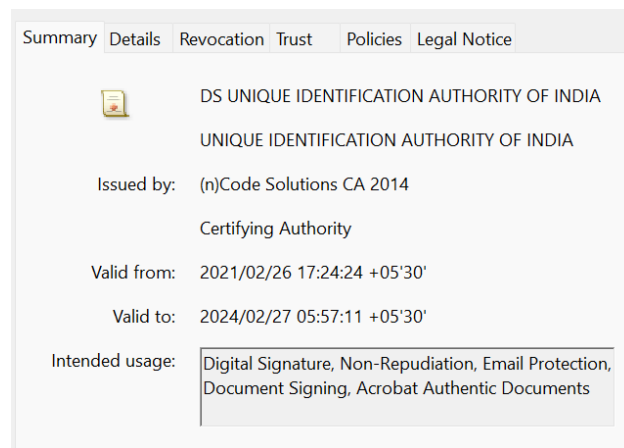 Summary Details Revocation Trust Policies Legal Notice
DS UNIQUE IDENTIFICATION AUTHORITY OF INDIA
UNIQUE IDENTIFICATION AUTHORITY OF INDIA
Issued by: (n)Code Solutions CA 2014
Certifying Authority
Valid from: 2021/02/26 17:24:24 +05'30'
Valid to: 2024/02/27 05:57:11 +05'30'
Intended usage: Digital Signature, Non-Repudiation, Email Protection,
Document Signing, Acrobat Authentic Documents